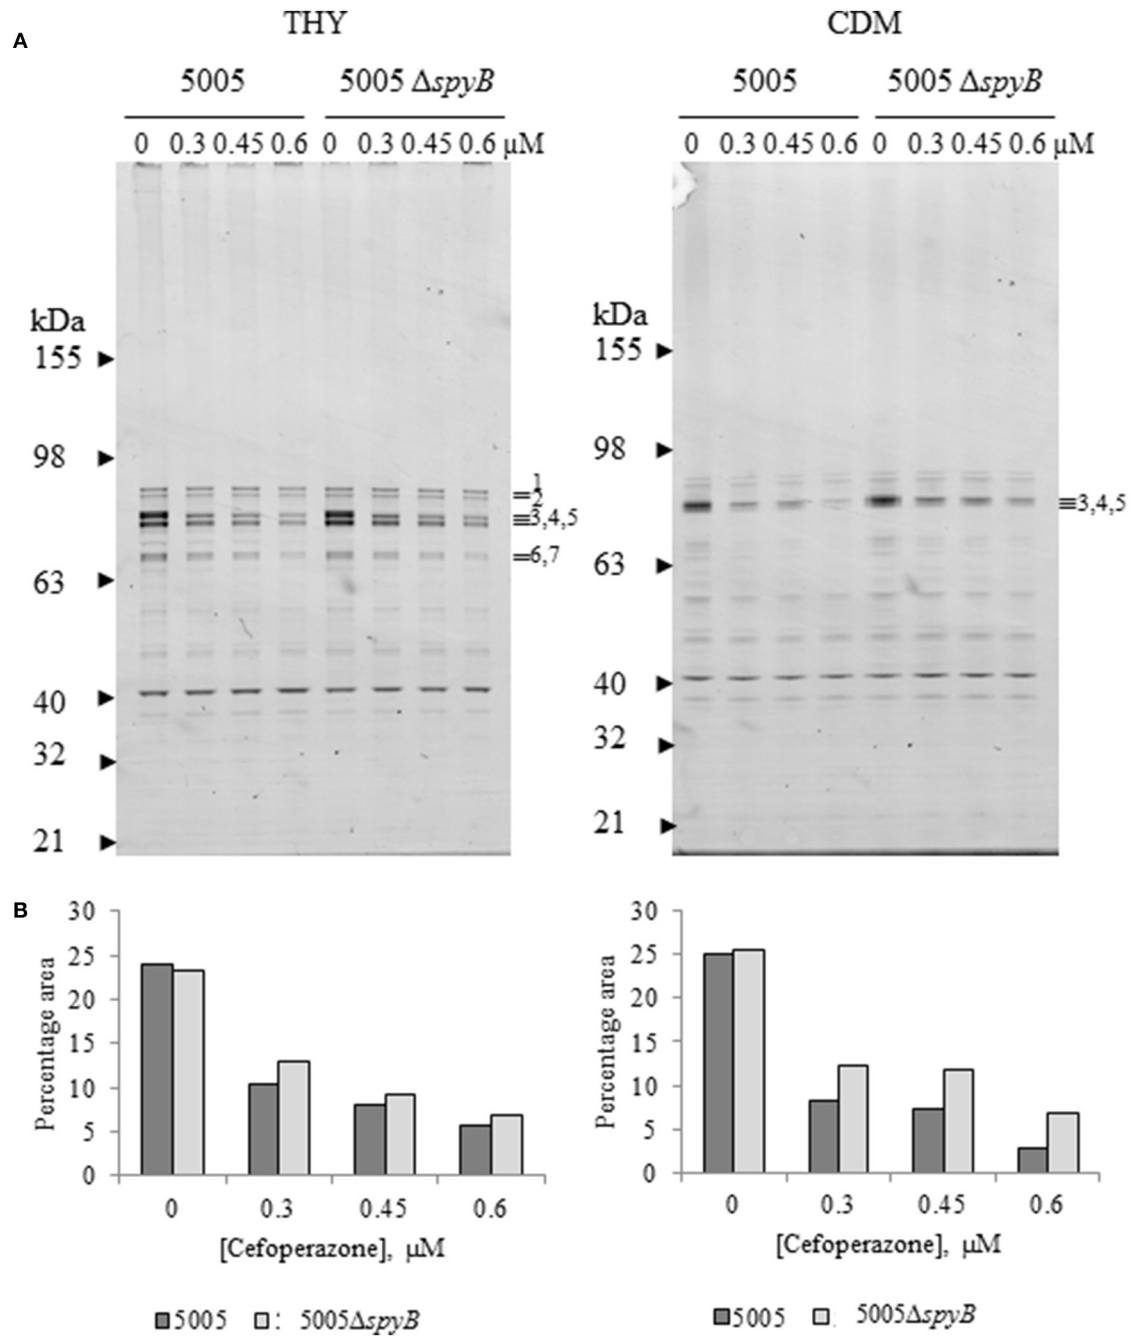 A
THY
CDM
5005
5005 ΔspyB
5005
5005 ΔspyB
0 0.3 0.45 0.6 0 0.3 0.45 0.6 μM
0 0.3 0.45 0.6 0 0.3 0.45 0.6 μM
kDa
155
98
63
40
32
21
1
2
3,4,5
6,7
kDa
155
98
63
40
32
21
3,4,5
B
Percentage area
30
25
20
15
10
5
0
0 0.3 0.45 0.6
[Cefoperazone], μM
5005 : 5005ΔspyB
Percentage area
30
25
20
15
10
5
0
0 0.3 0.45 0.6
[Cefoperazone], μM
5005 5005ΔspyB